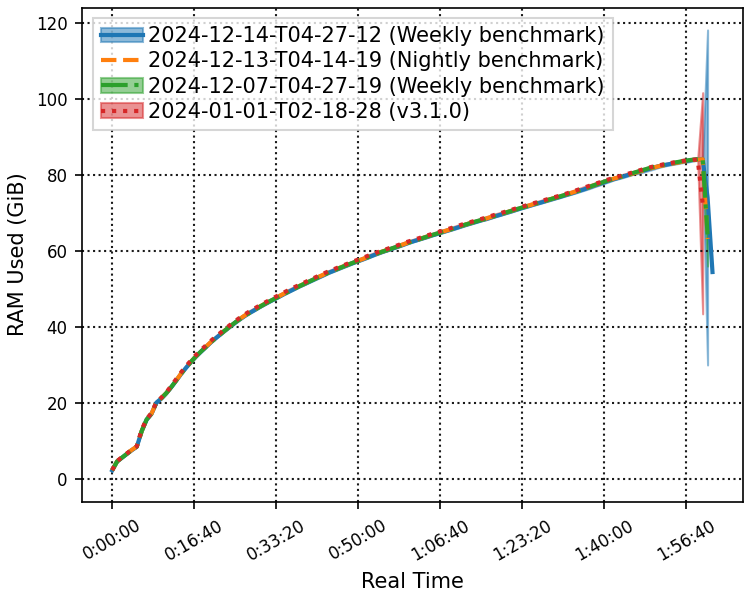 120
100
80
60
40
20
0
RAM Used (GiB)
2024-12-14-T04-27-12 (Weekly benchmark)
2024-12-13-T04-14-19 (Nightly benchmark)
2024-12-07-T04-27-19 (Weekly benchmark)
2024-01-01-T02-18-28 (v3.1.0)
0:00:00
0:16:40
0:33:20
0:50:00
1:06:40
1:23:20
1:40:00
1:56:40
Real Time